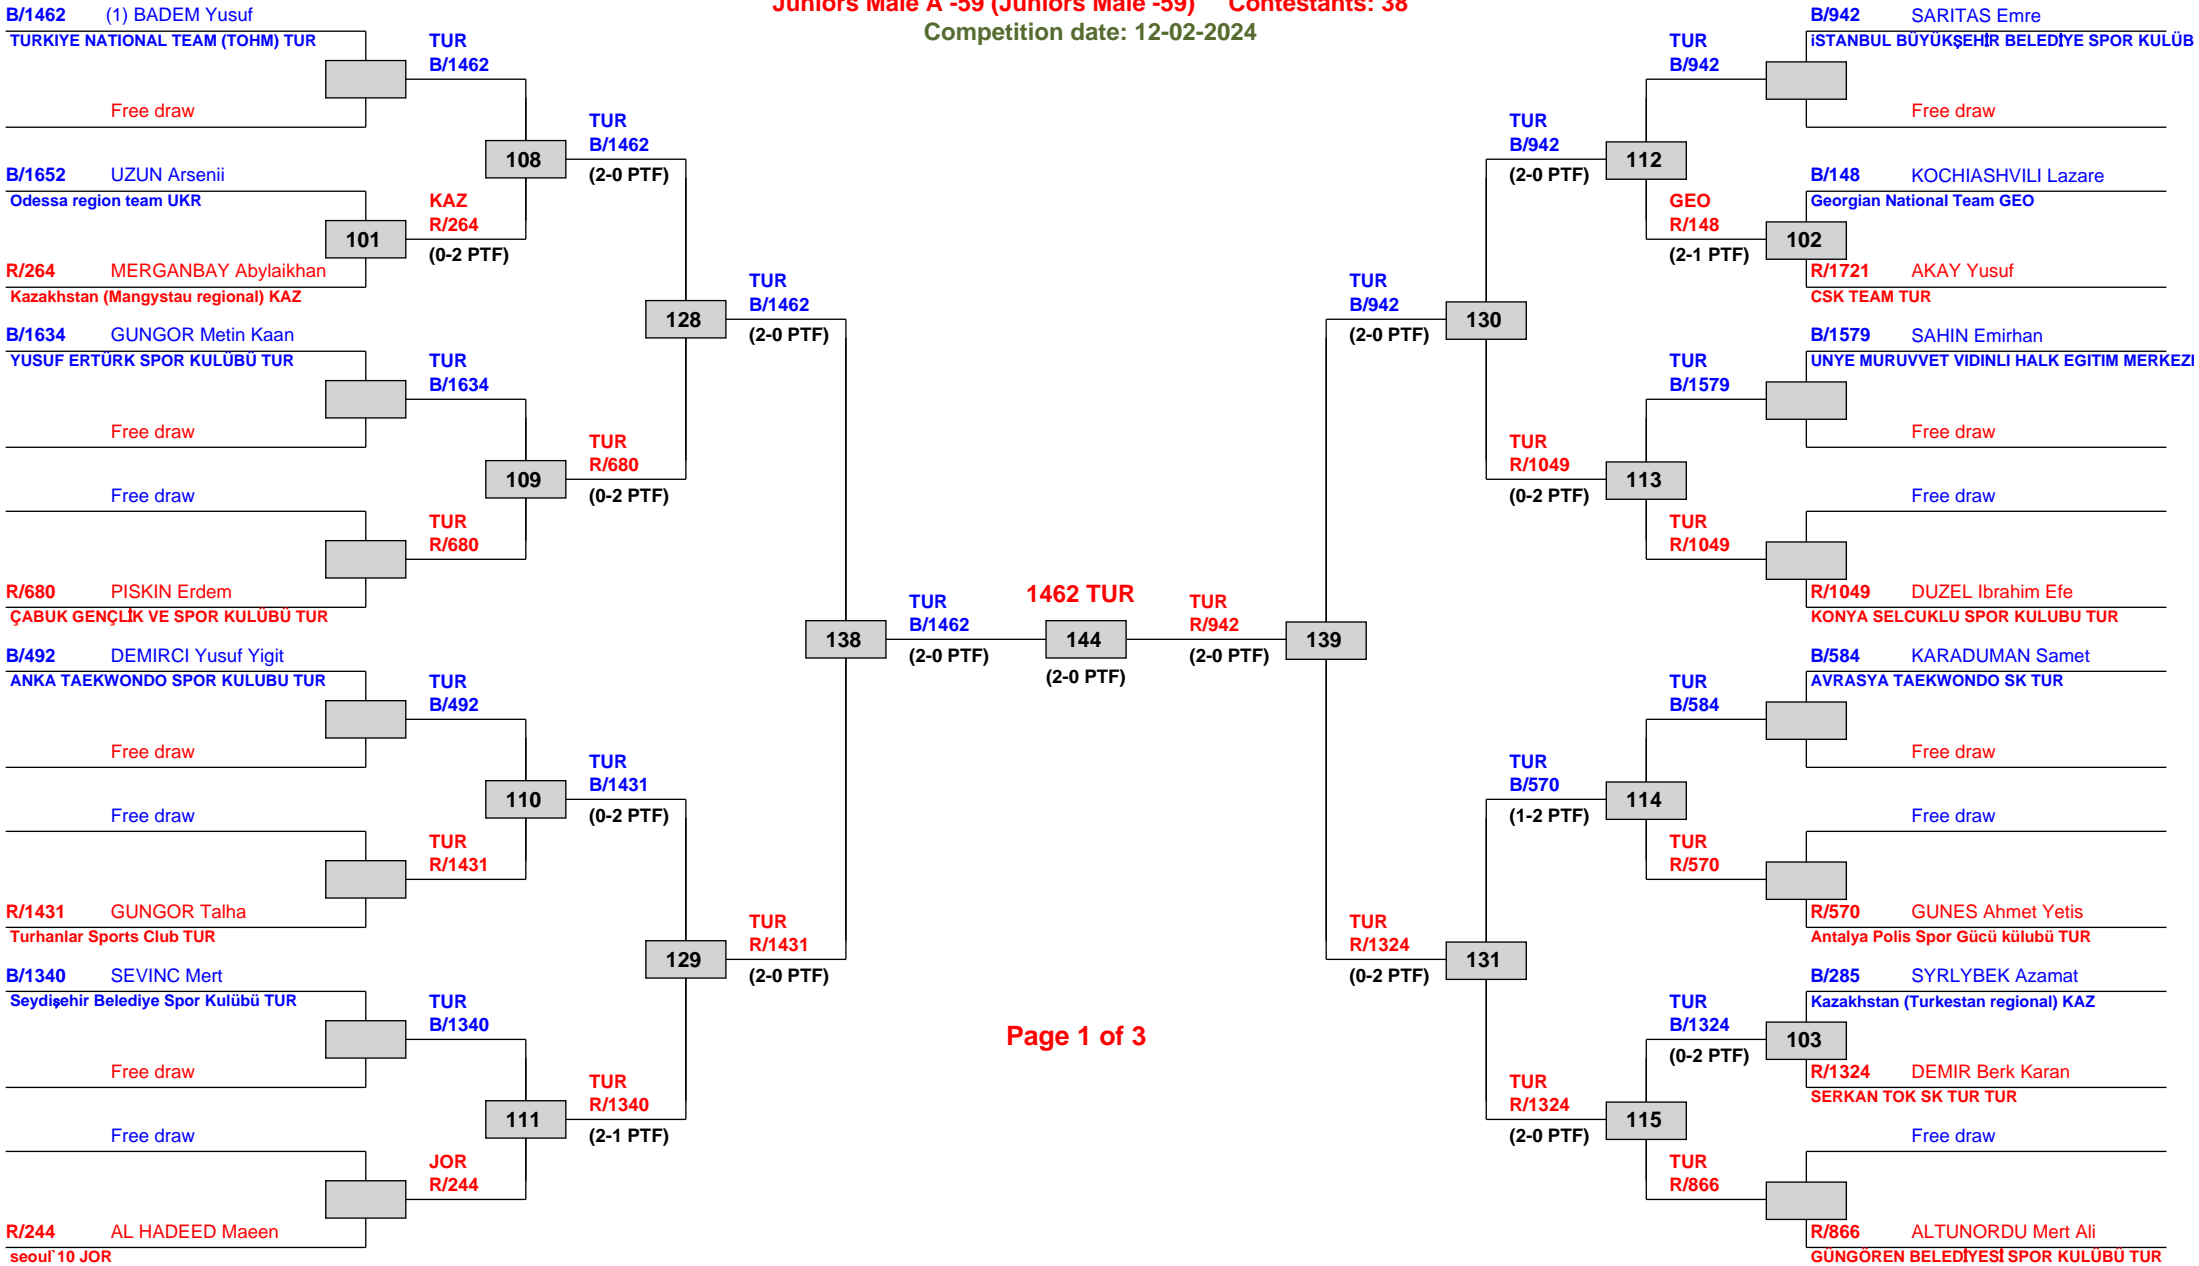 Juniors Male A -59 (Juniors Male -59) Contestants: 38
Competition date: 12-02-2024
B/1462 (1) BADEM Yusuf
TURKIYE NATIONAL TEAM (TOHM) TUR
Free draw
B/1652 UZUN Arsenii
Odessa region team UKR
R/264 MERGANBAY Abylaikhan
Kazakhstan (Mangystau regional) KAZ
B/1634 GUNGOR Metin Kaan
YUSUF ERTÜRK SPOR KULÜBÜ TUR
Free draw
Free draw
R/680 PISKIN Erdem
ÇABUK GENÇLİK VE SPOR KULÜBÜ TUR
B/492 DEMIRCI Yusuf Yigit
ANKA TAEKWONDO SPOR KULUBU TUR
Free draw
Free draw
R/1431 GUNGOR Talha
Turhanlar Sports Club TUR
B/1340 SEVINC Mert
Seydişehir Belediye Spor Kulübü TUR
Free draw
Free draw
R/244 AL HADEED Maeen
seoul`10 JOR
TUR
B/1462
101
KAZ
R/264
(0-2 PTF)
TUR
B/1634
TUR
R/680
TUR
B/492
TUR
R/1431
TUR
B/1340
JOR
R/244
108
TUR
B/1462
(2-0 PTF)
109
TUR
R/680
(0-2 PTF)
110
TUR
B/1431
(0-2 PTF)
111
TUR
R/1340
(2-1 PTF)
128
TUR
B/1462
(2-0 PTF)
129
TUR
R/1431
(2-0 PTF)
138
TUR
B/1462
(2-0 PTF)
1462 TUR
144
(2-0 PTF)
TUR
R/942
(2-0 PTF)
139
Page 1 of 3
TUR
B/942
(2-0 PTF)
130
TUR
R/1324
(0-2 PTF)
131
TUR
B/942
(2-0 PTF)
112
TUR
R/1049
(0-2 PTF)
113
TUR
B/570
(1-2 PTF)
114
TUR
R/1324
(2-0 PTF)
115
TUR
B/942
GEO
R/148
(2-1 PTF)
102
TUR
B/1579
TUR
R/1049
TUR
B/584
TUR
R/570
TUR
B/1324
(0-2 PTF)
103
TUR
R/866
B/942 SARITAS Emre
iSTANBUL BÜYÜKŞEHİR BELEDİYE SPOR KULÜB
Free draw
B/148 KOCHIASHVILI Lazare
Georgian National Team GEO
R/1721 AKAY Yusuf
CSK TEAM TUR
B/1579 SAHIN Emirhan
UNYE MURUVVET VIDINLI HALK EGITIM MERKEZI
Free draw
Free draw
R/1049 DUZEL Ibrahim Efe
KONYA SELCUKLU SPOR KULUBU TUR
B/584 KARADUMAN Samet
AVRASYA TAEKWONDO SK TUR
Free draw
Free draw
R/570 GUNES Ahmet Yetis
Antalya Polis Spor Gücü külubü TUR
B/285 SYRLYBEK Azamat
Kazakhstan (Turkestan regional) KAZ
R/1324 DEMIR Berk Karan
SERKAN TOK SK TUR TUR
Free draw
R/866 ALTUNORDU Mert Ali
GÜNGÖREN BELEDİYESİ SPOR KULÜBÜ TUR